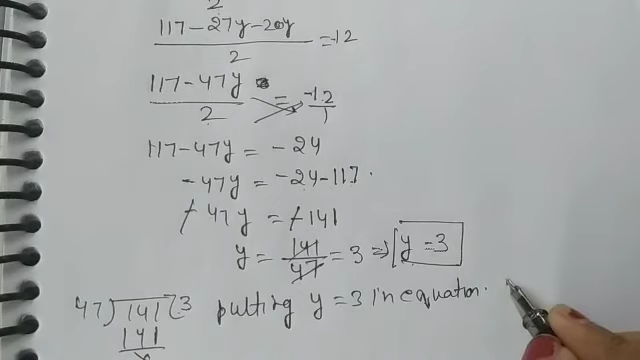 2
117-27y-20y/2 = -12
117-47y/2 = -12/1
117-47y = -24
-47y = -24-117.
-47y = -141
y = 141/47 = 3 ⇒ y = 3
47)141(3 putting y = 3 in equation.
141
x